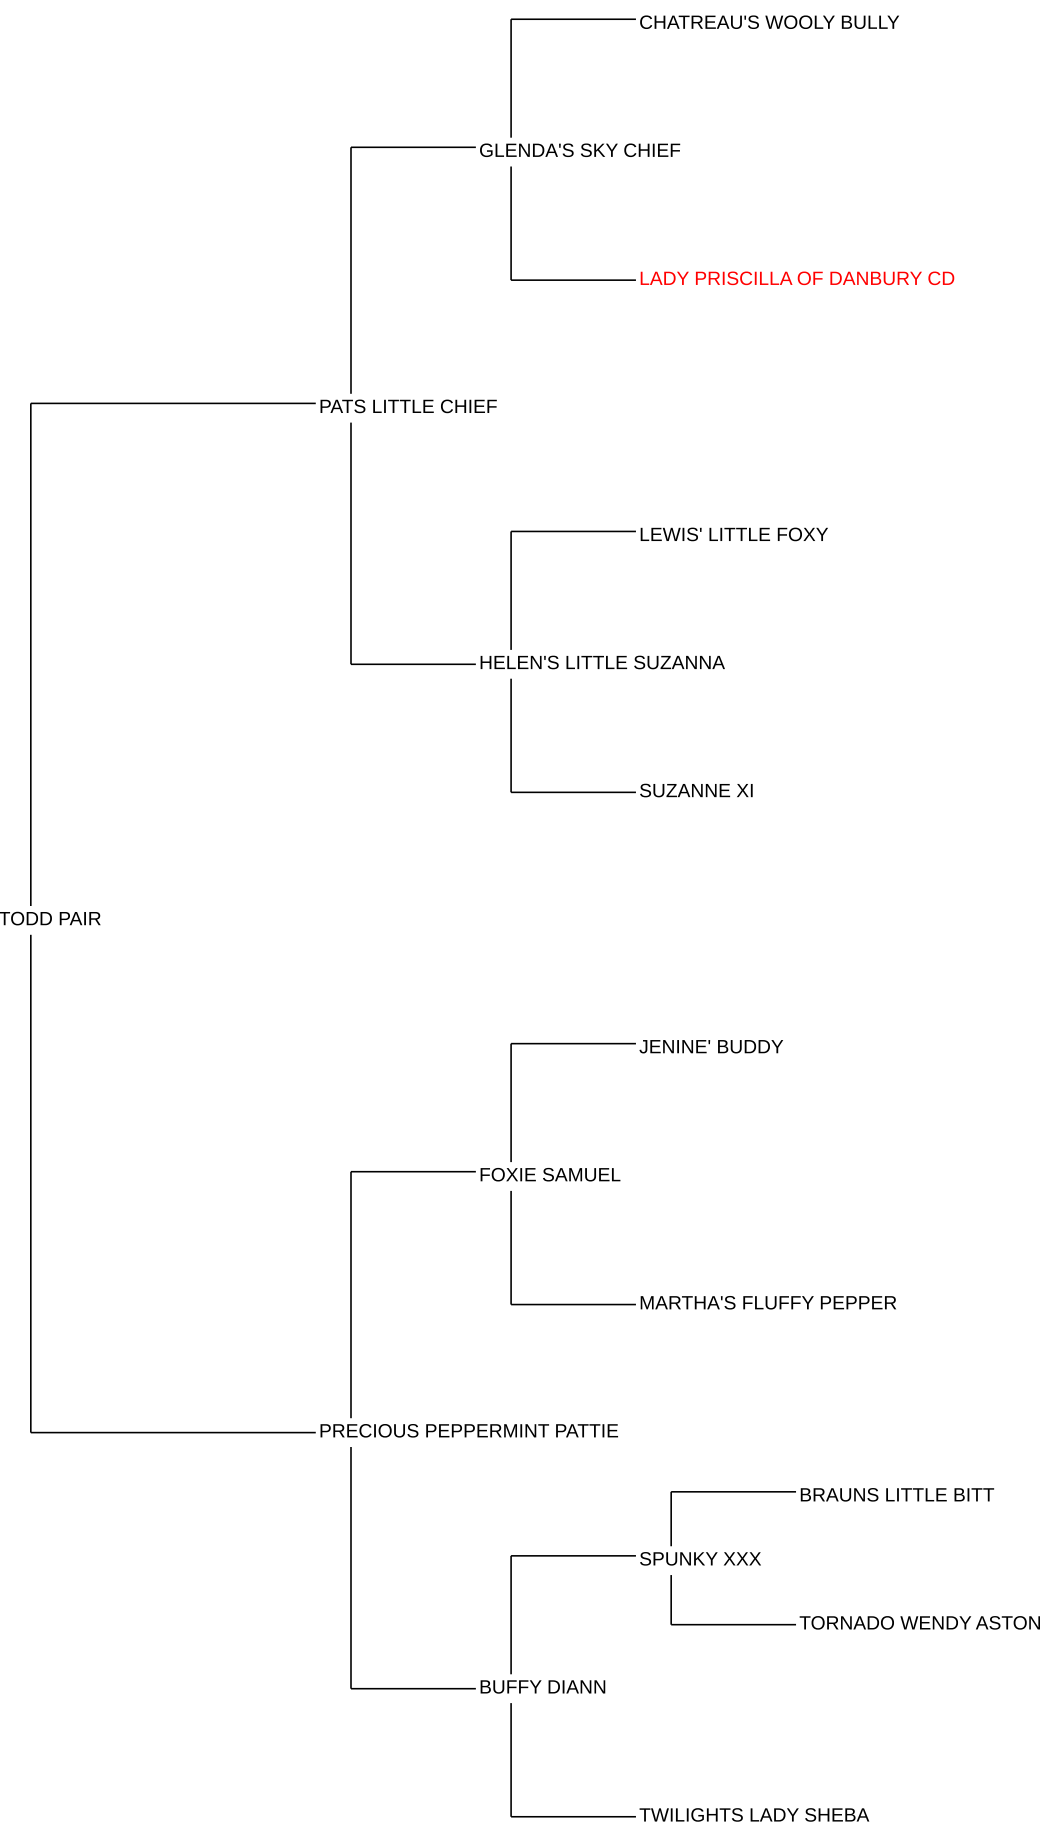 CHATREAU'S WOOLY BULLY
GLENDA'S SKY CHIEF
LADY PRISCILLA OF DANBURY CD
PATS LITTLE CHIEF
LEWIS' LITTLE FOXY
HELEN'S LITTLE SUZANNA
SUZANNE XI
TODD PAIR
JENINE' BUDDY
FOXIE SAMUEL
MARTHA'S FLUFFY PEPPER
PRECIOUS PEPPERMINT PATTIE
BRAUNS LITTLE BITT
SPUNKY XXX
TORNADO WENDY ASTON
BUFFY DIANN
TWILIGHTS LADY SHEBA